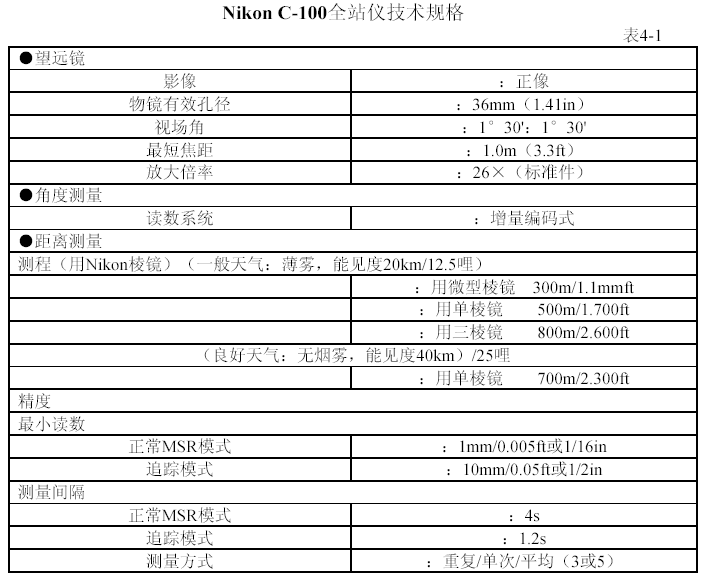 Nikon C-100全站仪技术规格
表4-1
●望远镜
影像 ：正像
物镜有效孔径 ：36mm（1.41in）
视场角 ：1°30'；1°30'
最短焦距 ：1.0m（3.3ft）
放大倍率 ：26×（标准件）
●角度测量
读数系统 ：增量编码式
●距离测量
测程（用Nikon棱镜）（一般天气：薄雾，能见度20km/12.5哩）
：用微型棱镜 300m/1.1mmft
：用单棱镜 500m/1.700ft
：用三棱镜 800m/2.600ft
（良好天气：无烟雾，能见度40km）/25哩
：用单棱镜 700m/2.300ft
精度
最小读数
正常MSR模式 ：1mm/0.005ft或1/16in
追踪模式 ：10mm/0.05ft或1/2in
测量间隔
正常MSR模式 ：4s
追踪模式 ：1.2s
测量方式 ：重复/单次/平均（3或5）